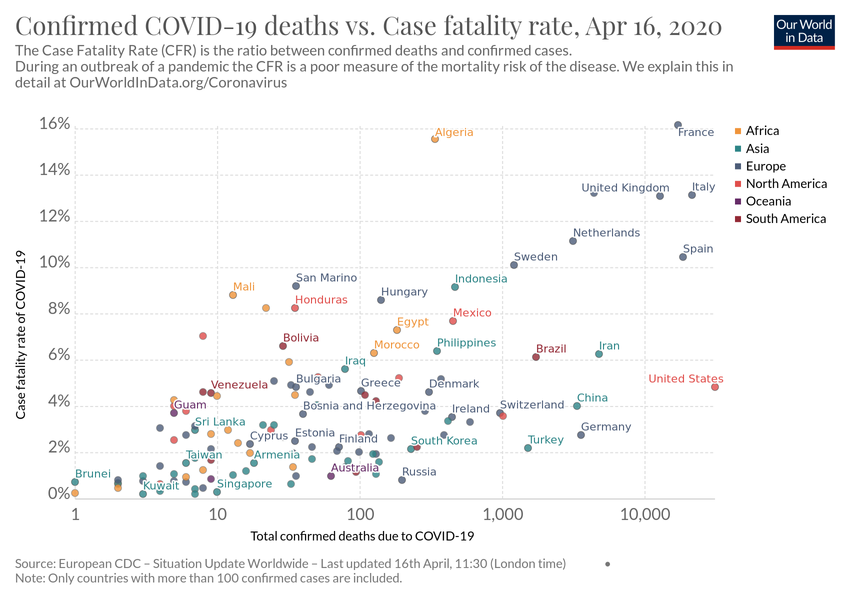 Confirmed COVID-19 deaths vs. Case fatality rate, Apr 16, 2020
Our World
in Data
The Case Fatality Rate (CFR) is the ratio between confirmed deaths and confirmed cases.
During an outbreak of a pandemic the CFR is a poor measure of the mortality risk of the disease. We explain this in
detail at OurWorldInData.org/Coronavirus
16%
14%
12%
10%
8%
6%
4%
2%
0%
Case fatality rate of COVID-19
Algeria
France
United Kingdom
Italy
Netherlands
Spain
Sweden
San Marino
Indonesia
Mali
Hungary
Honduras
Mexico
Egypt
Bolivia
Morocco
Philippines
Brazil
Iran
Iraq
Venezuela
Bulgaria
Greece
Denmark
United States
Guam
Bosnia and Herzegovina
Ireland
Switzerland
China
Sri Lanka
Cyprus
Estonia
Finland
South Korea
Turkey
Germany
Taiwan
Armenia
Australia
Russia
Brunei
Kuwait
Singapore
1
10
100
1,000
10,000
Total confirmed deaths due to COVID-19
Africa
Asia
Europe
North America
Oceania
South America
Source: European CDC – Situation Update Worldwide – Last updated 16th April, 11:30 (London time)
Note: Only countries with more than 100 confirmed cases are included.